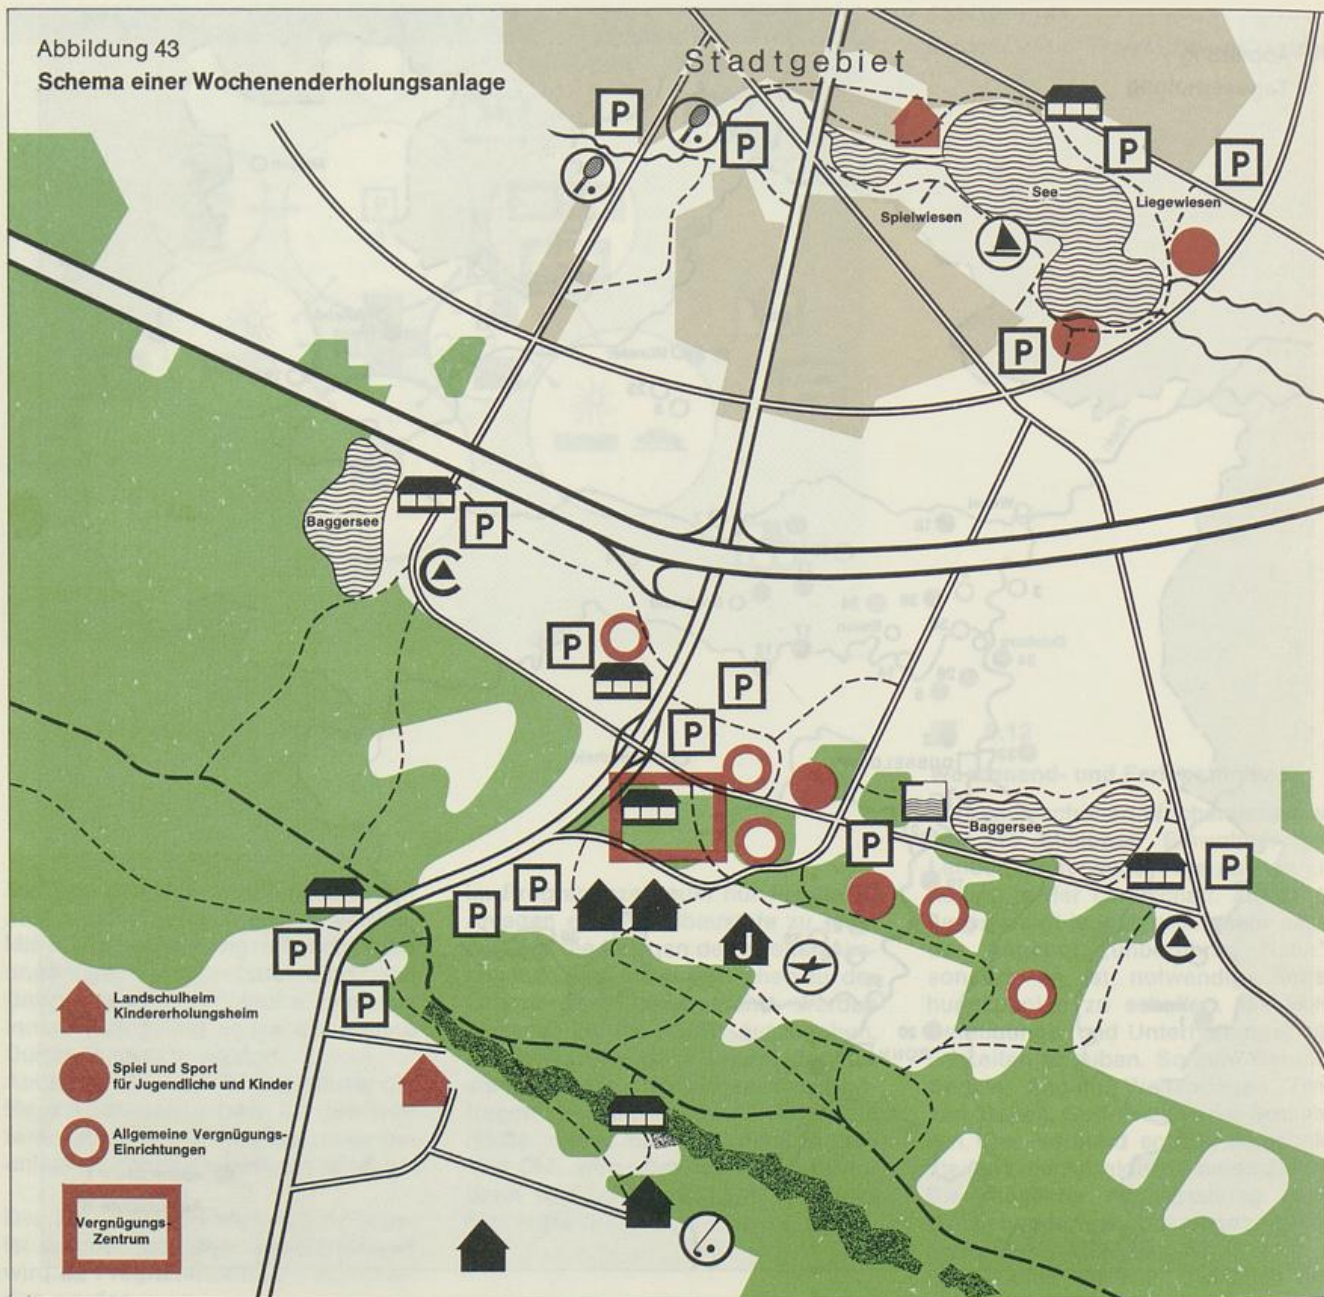 Abbildung 43
Schema einer Wochenenderholungsanlage
Stadtgebiet
P
P
P
P
See
Liegewiesen
Spielwiesen
P
Baggersee
P
P
P
P
Baggersee
P
P
P
P
J
P
P
Landschulheim
Kindererholungsheim
Spiel und Sport
für Jugendliche und Kinder
Allgemeine Vergnügungs-
Einrichtungen
Vergnügungs-
Zentrum